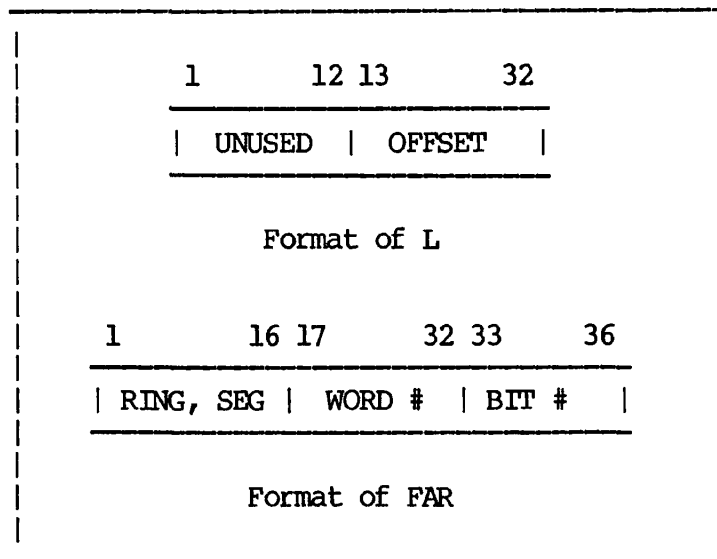 1 12 13 32
| UNUSED | OFFSET |
Format of L
1 16 17 32 33 36
| RING, SEG | WORD # | BIT # |
Format of FAR